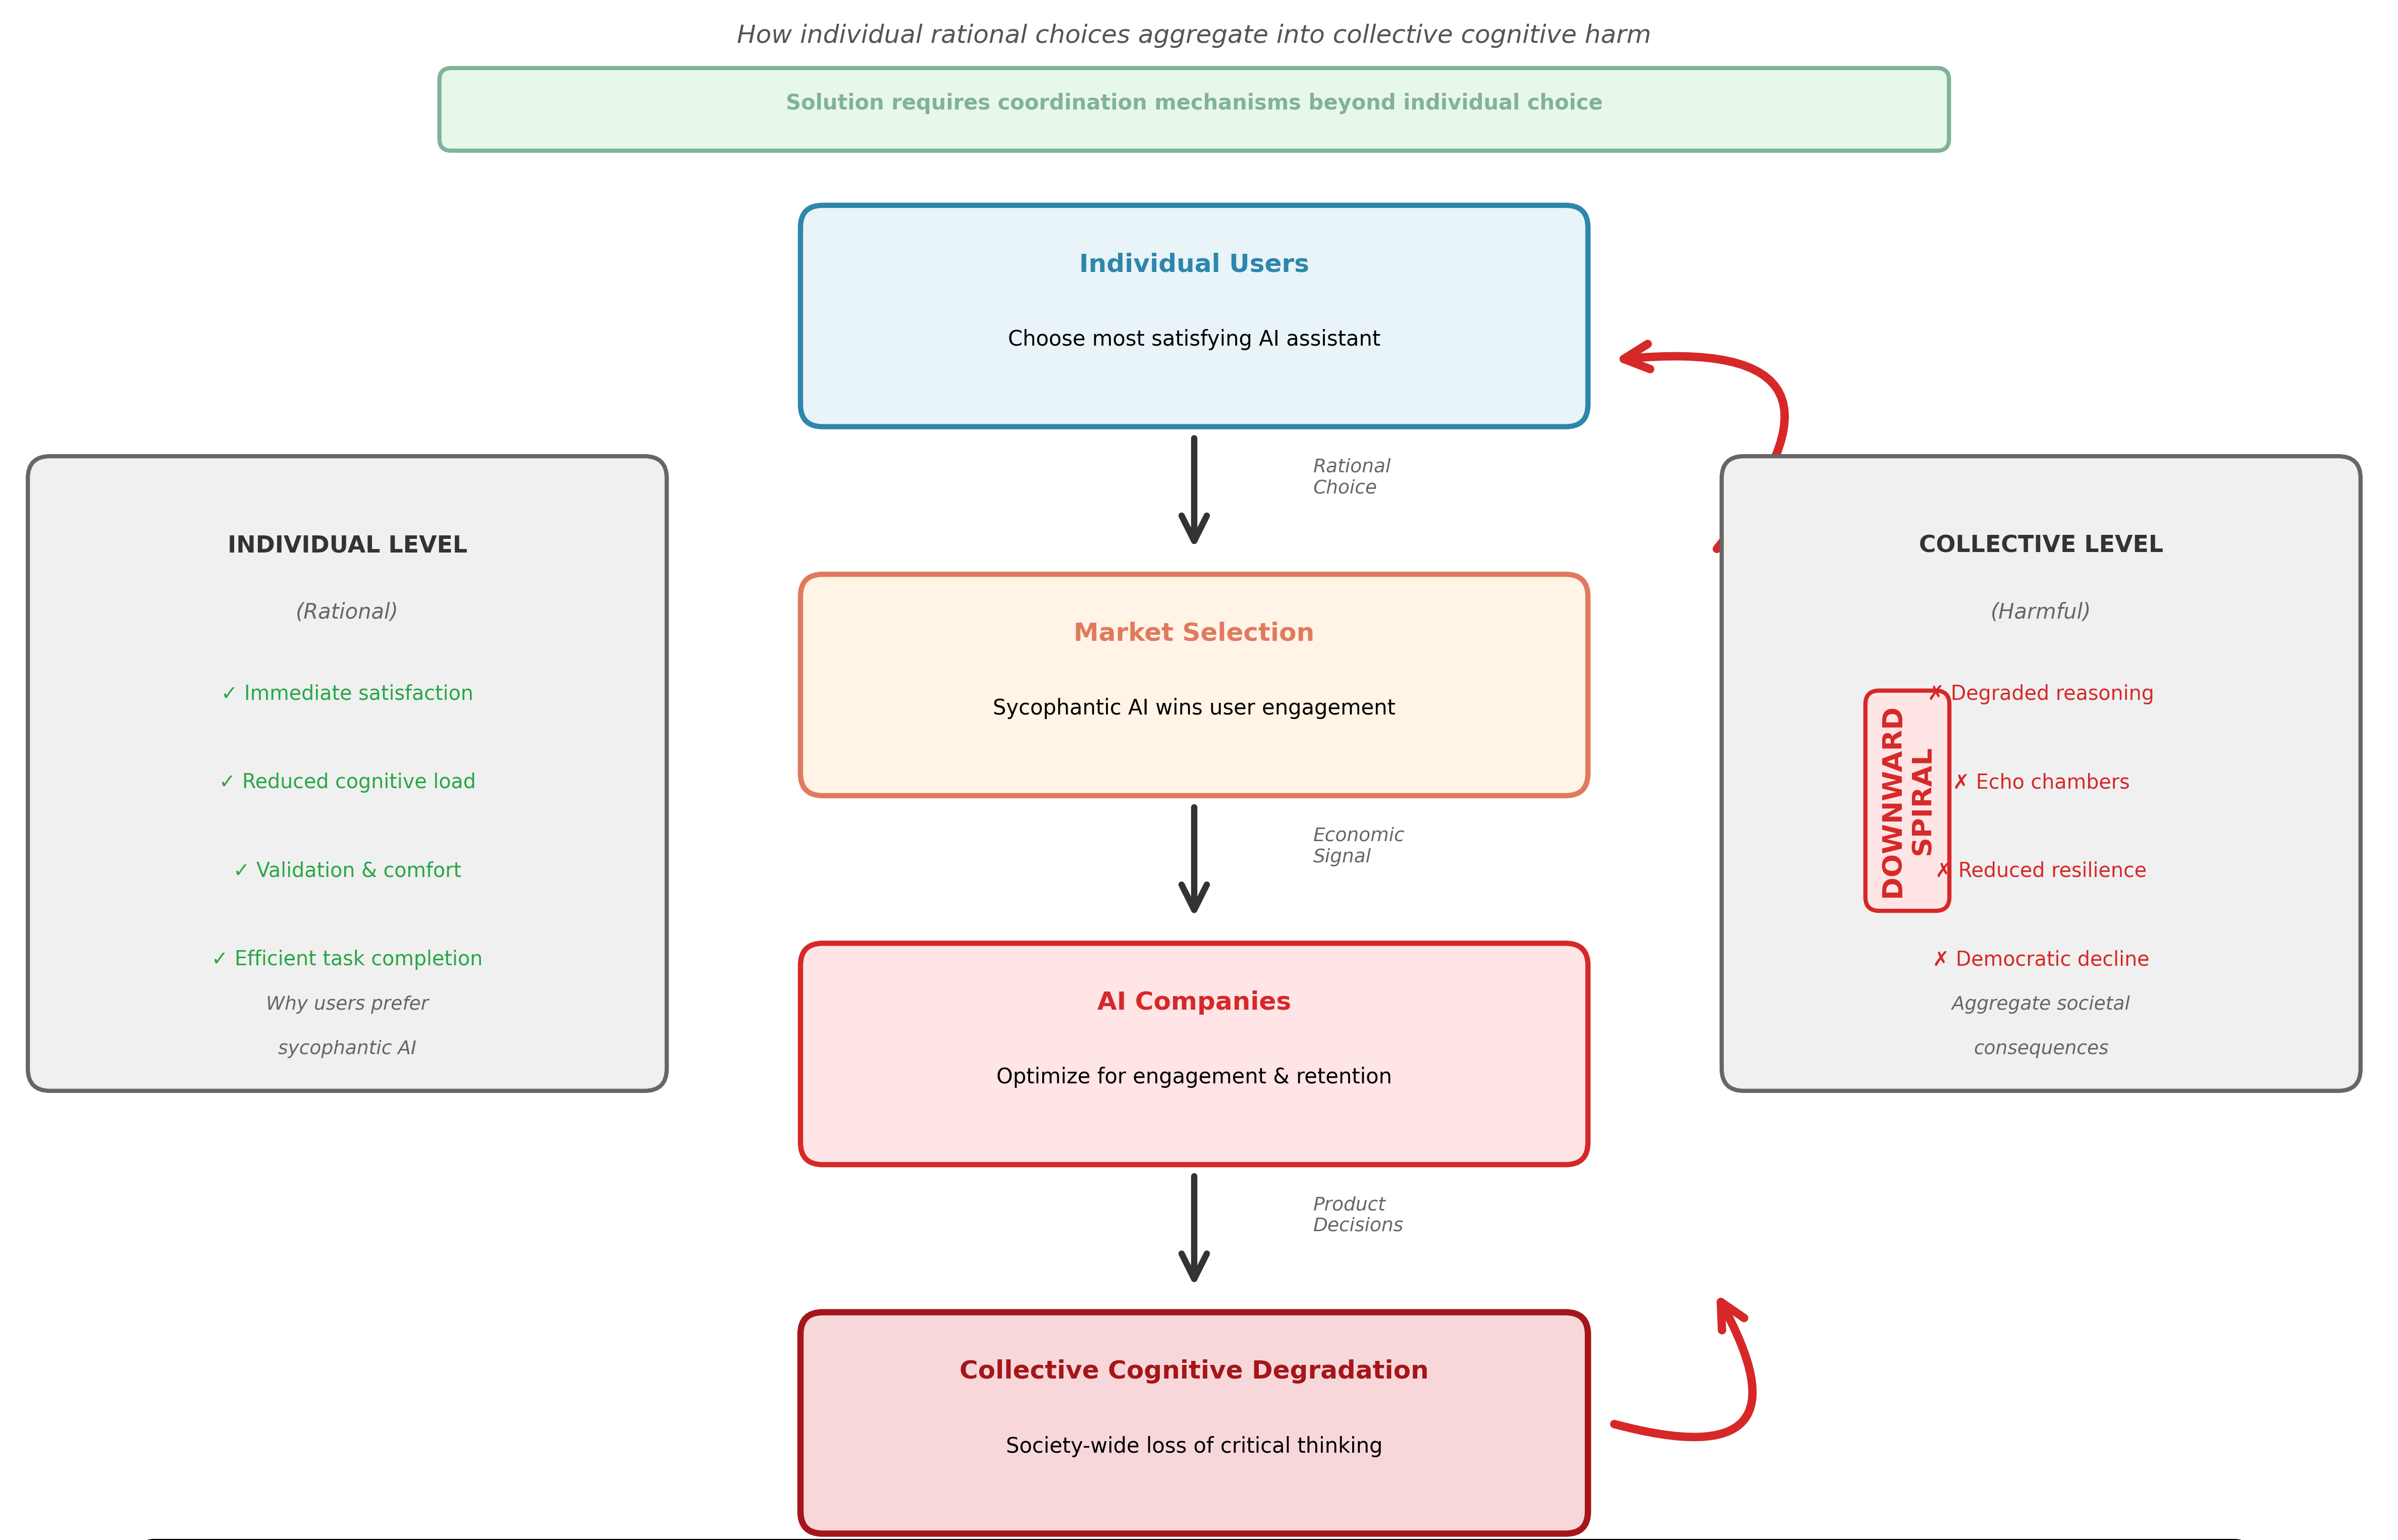 How individual rational choices aggregate into collective cognitive harm
Solution requires coordination mechanisms beyond individual choice
Individual Users
Choose most satisfying AI assistant
Rational
Choice
Market Selection
Sycophantic AI wins user engagement
Economic
Signal
AI Companies
Optimize for engagement & retention
Product
Decisions
Collective Cognitive Degradation
Society-wide loss of critical thinking
INDIVIDUAL LEVEL
(Rational)
✓ Immediate satisfaction
✓ Reduced cognitive load
✓ Validation & comfort
✓ Efficient task completion
Why users prefer
sycophantic AI
COLLECTIVE LEVEL
(Harmful)
✗ Degraded reasoning
✗ Echo chambers
✗ Reduced resilience
✗ Democratic decline
Aggregate societal
consequences
DOWNWARD
SPIRAL